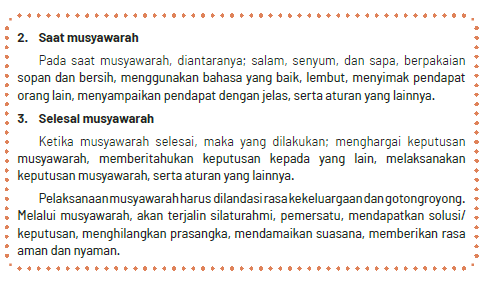 2. Saat musyawarah
Pada saat musyawarah, diantaranya; salam, senyum, dan sapa, berpakaian
sopan dan bersih, menggunakan bahasa yang baik, lembut, menyimak pendapat
orang lain, menyampaikan pendapat dengan jelas, serta aturan yang lainnya.
3. Selesal musyawarah
Ketika musyawarah selesai, maka yang dilakukan; menghargai keputusan
musyawarah, memberitahukan keputusan kepada yang lain, melaksanakan
keputusan musyawarah, serta aturan yang lainnya.
Pelaksanaan musyawarah harus dilandasi rasa kekeluargaan dan gotong royong.
Melalui musyawarah, akan terjalin silaturahmi, pemersatu, mendapatkan solusi/
keputusan, menghilangkan prasangka, mendamaikan suasana, memberikan rasa
aman dan nyaman.